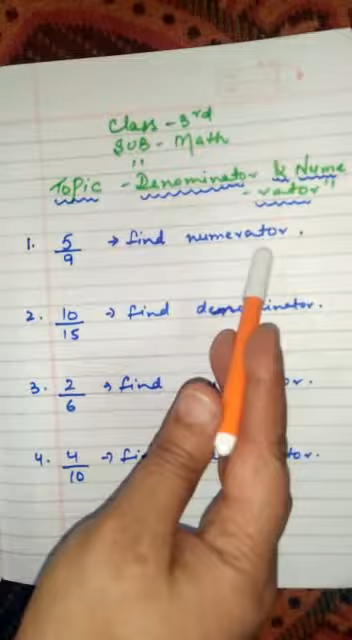 Class - 3rd
SUB - Math
"
Topic - Denominator & Nume
- rator"
1. 5/9 → find numerator.
2. 10/15 → find denominator.
3. 2/6 → find
4. 4/10 →